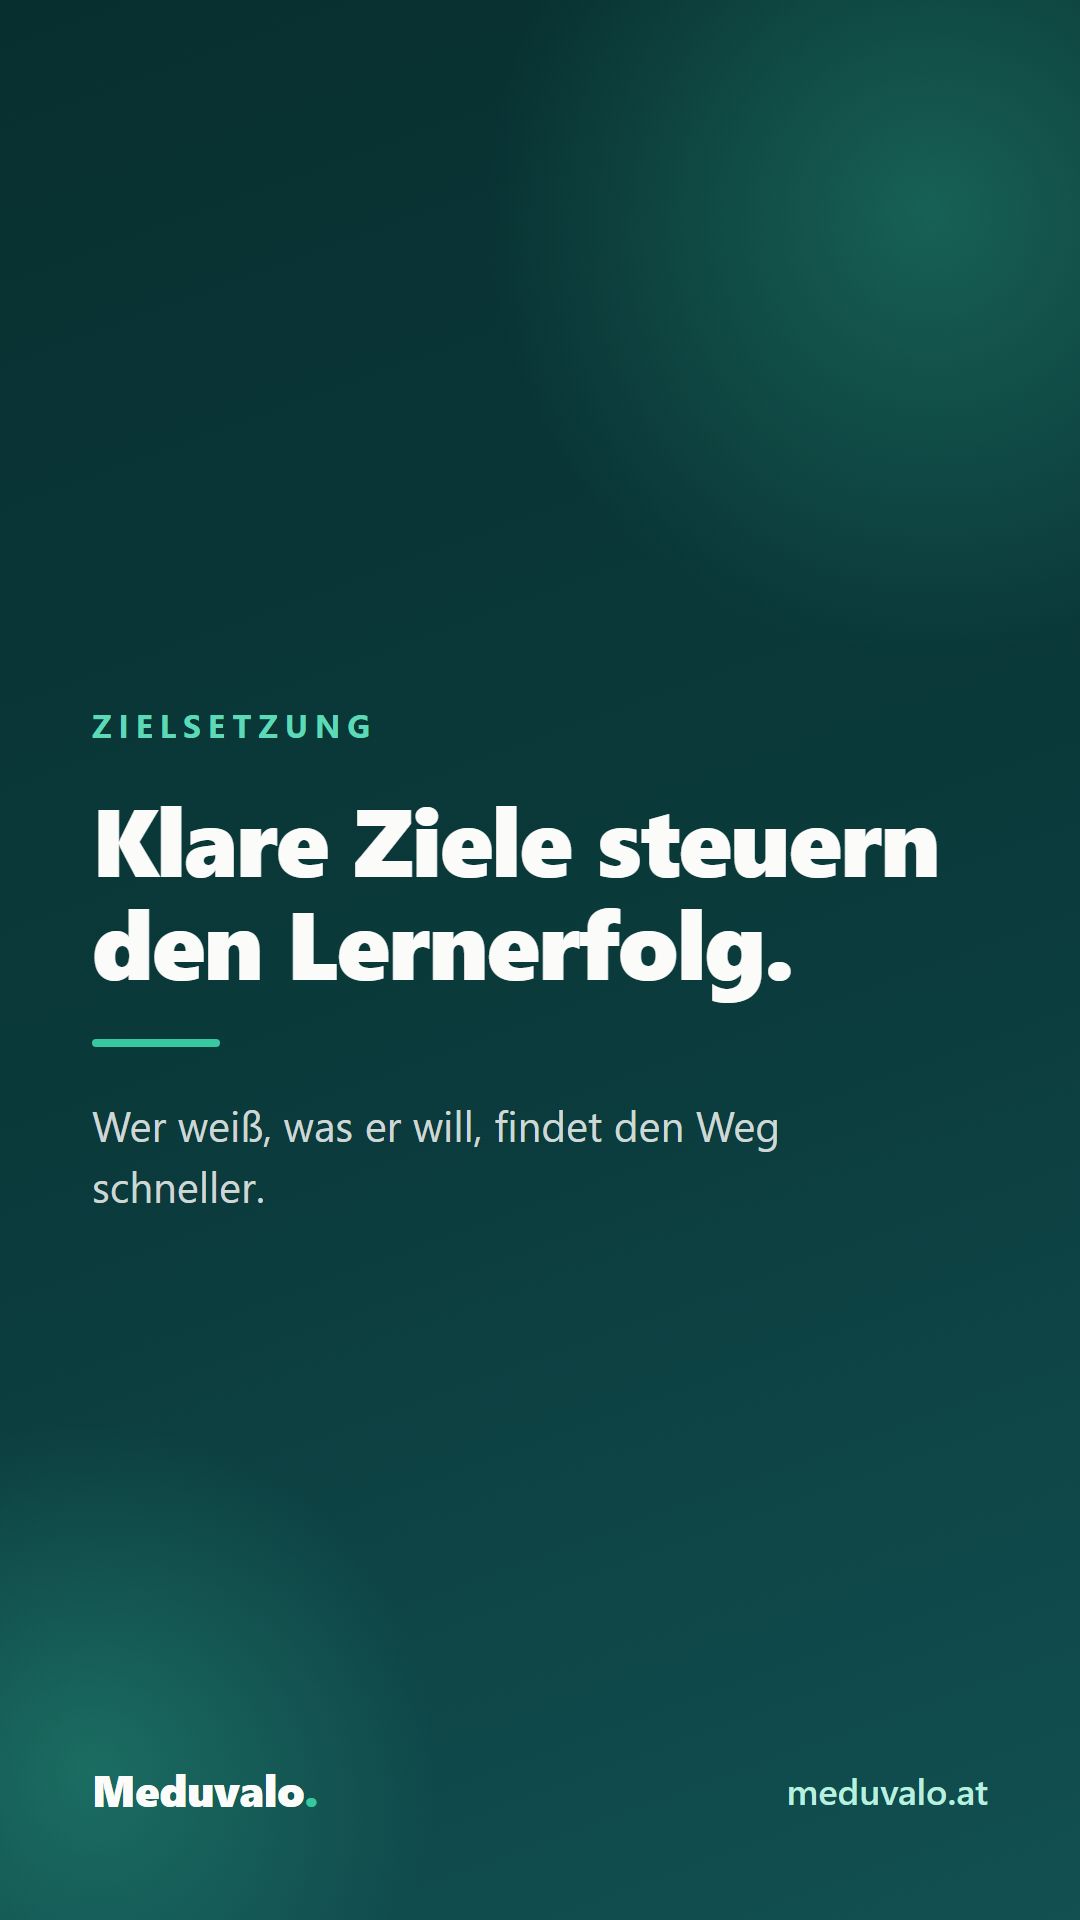 ZIELSETZUNG
Klare Ziele steuern
den Lernerfolg.
Wer weiß, was er will, findet den Weg
schneller.
Meduvalo.
meduvalo.at